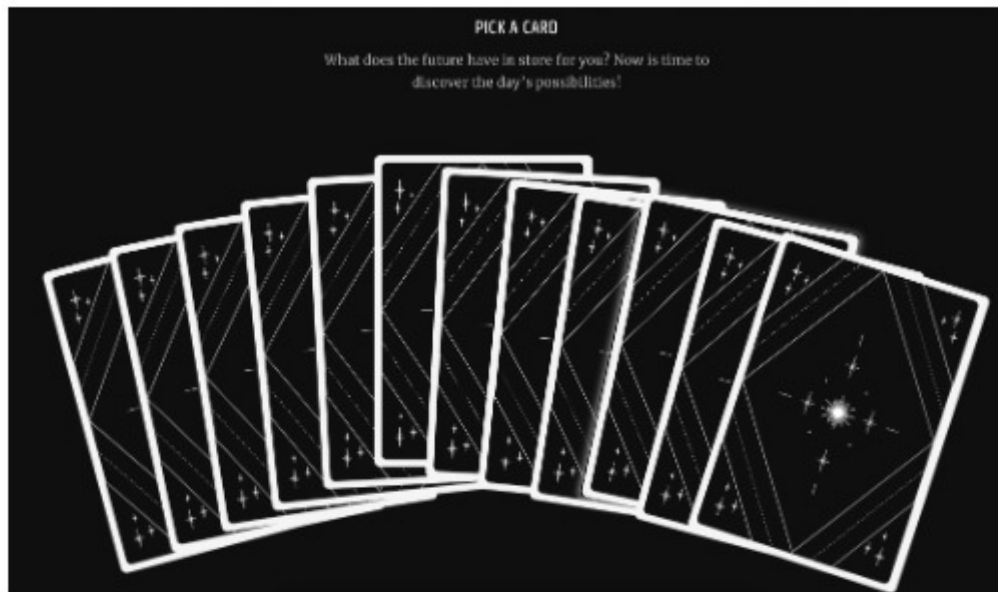 PICK A CARD
What does the future have in store for you? Now is time to
discover the day's possibilities!